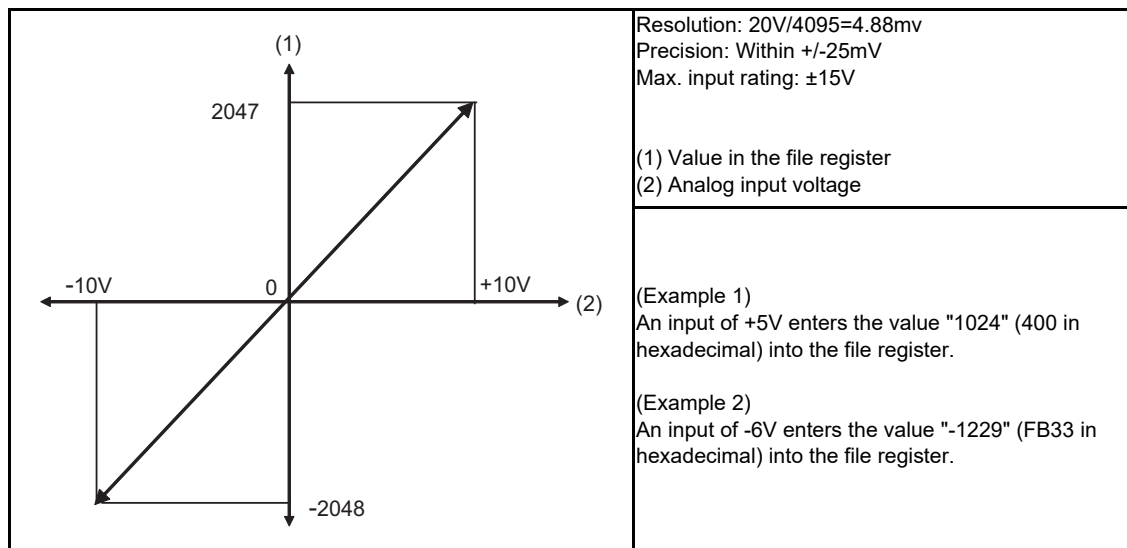 (1)
2047
-10V
0
+10V
(2)
-2048
Resolution: 20V/4095=4.88mv
Precision: Within +/-25mV
Max. input rating: ±15V
(1) Value in the file register
(2) Analog input voltage
(Example 1)
An input of +5V enters the value "1024" (400 in
hexadecimal) into the file register.
(Example 2)
An input of -6V enters the value "-1229" (FB33 in
hexadecimal) into the file register.